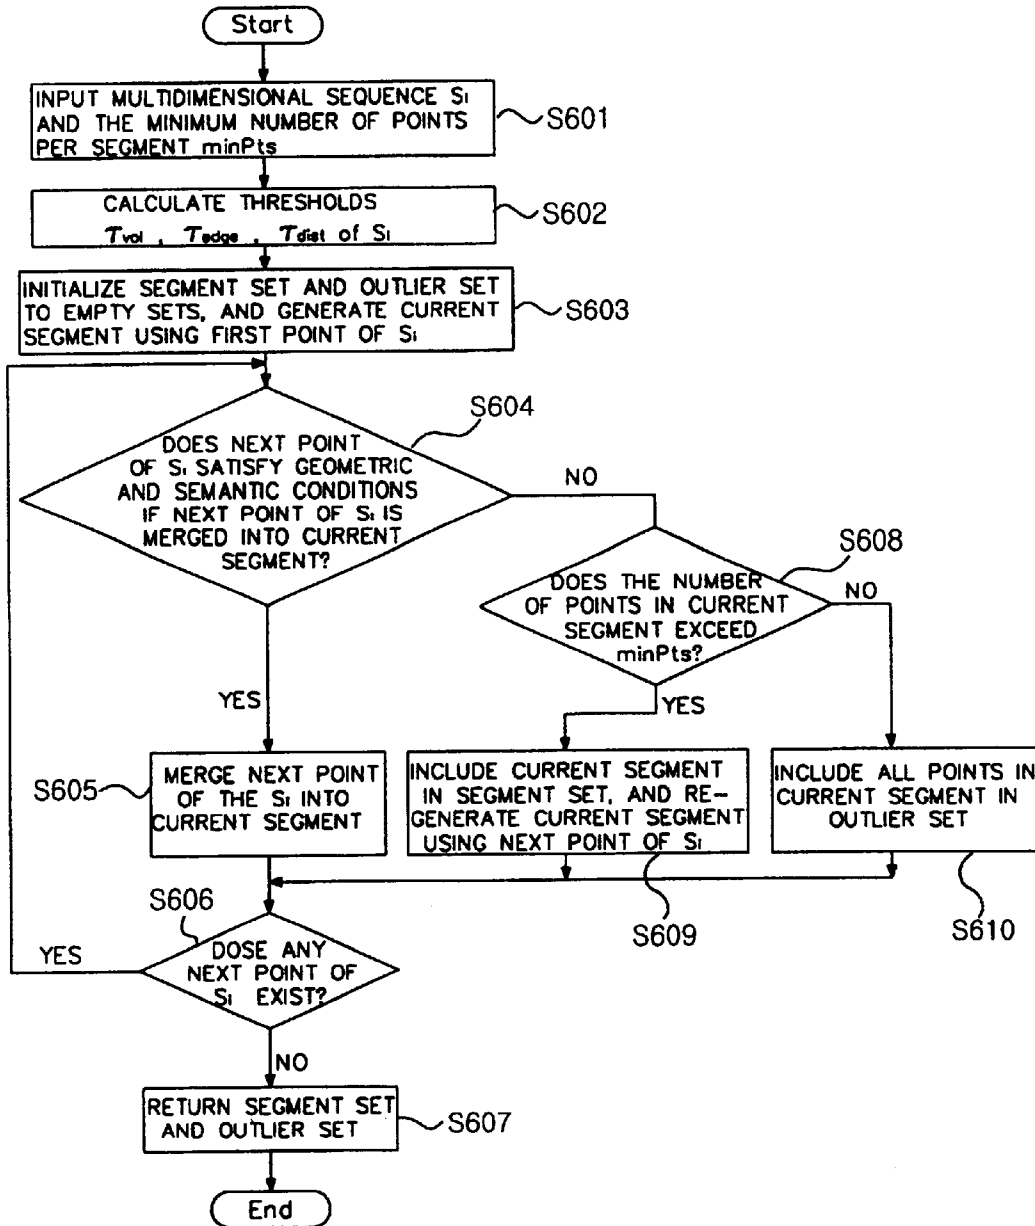 Start
INPUT MULTIDIMENSIONAL SEQUENCE Si
AND THE MINIMUM NUMBER OF POINTS
PER SEGMENT minPts
S601
CALCULATE THRESHOLDS
τvol , τedge , τdist of Si
S602
INITIALIZE SEGMENT SET AND OUTLIER SET
TO EMPTY SETS, AND GENERATE CURRENT
SEGMENT USING FIRST POINT OF Si
S603
S604
DOES NEXT POINT
OF Si SATISFY GEOMETRIC
AND SEMANTIC CONDITIONS
IF NEXT POINT OF Si IS
MERGED INTO CURRENT
SEGMENT?
NO
S608
DOES THE NUMBER
OF POINTS IN CURRENT
SEGMENT EXCEED
minPts?
NO
YES
YES
S605
MERGE NEXT POINT
OF THE Si INTO
CURRENT SEGMENT
INCLUDE CURRENT SEGMENT
IN SEGMENT SET, AND RE-
GENERATE CURRENT SEGMENT
USING NEXT POINT OF Si
S609
INCLUDE ALL POINTS IN
CURRENT SEGMENT IN
OUTLIER SET
S610
S606
YES
DOSE ANY
NEXT POINT OF
Si EXIST?
NO
RETURN SEGMENT SET
AND OUTLIER SET
S607
End